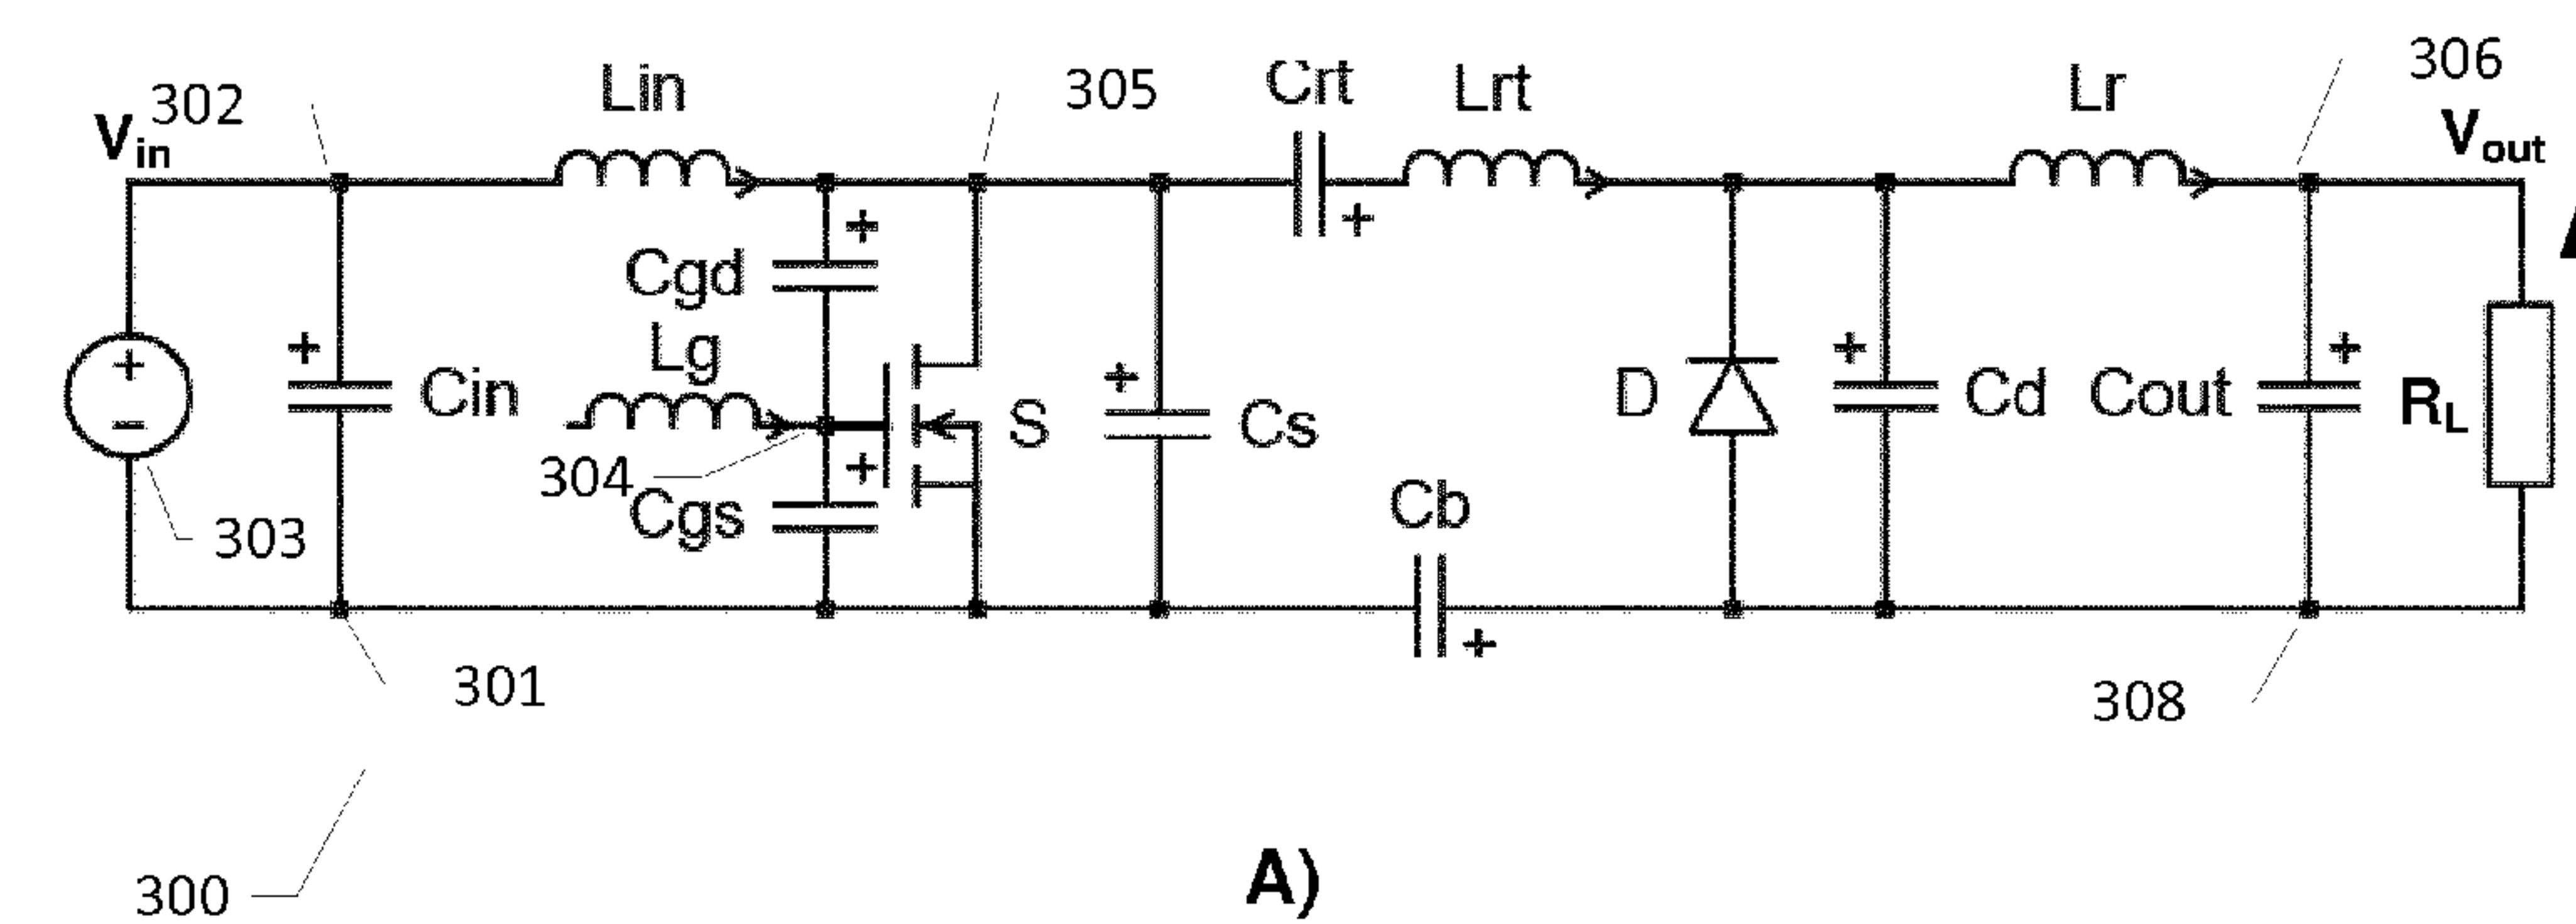 302
Vin
Lin
305
Crt
Lrt
Lr
306
Vout
+
Cgd
+
Lg
+
Cin
+
−
304
+
Cgs
S
+
Cs
D
+
Cd
Cout
+
RL
303
Cb
+
301
308
300
A)